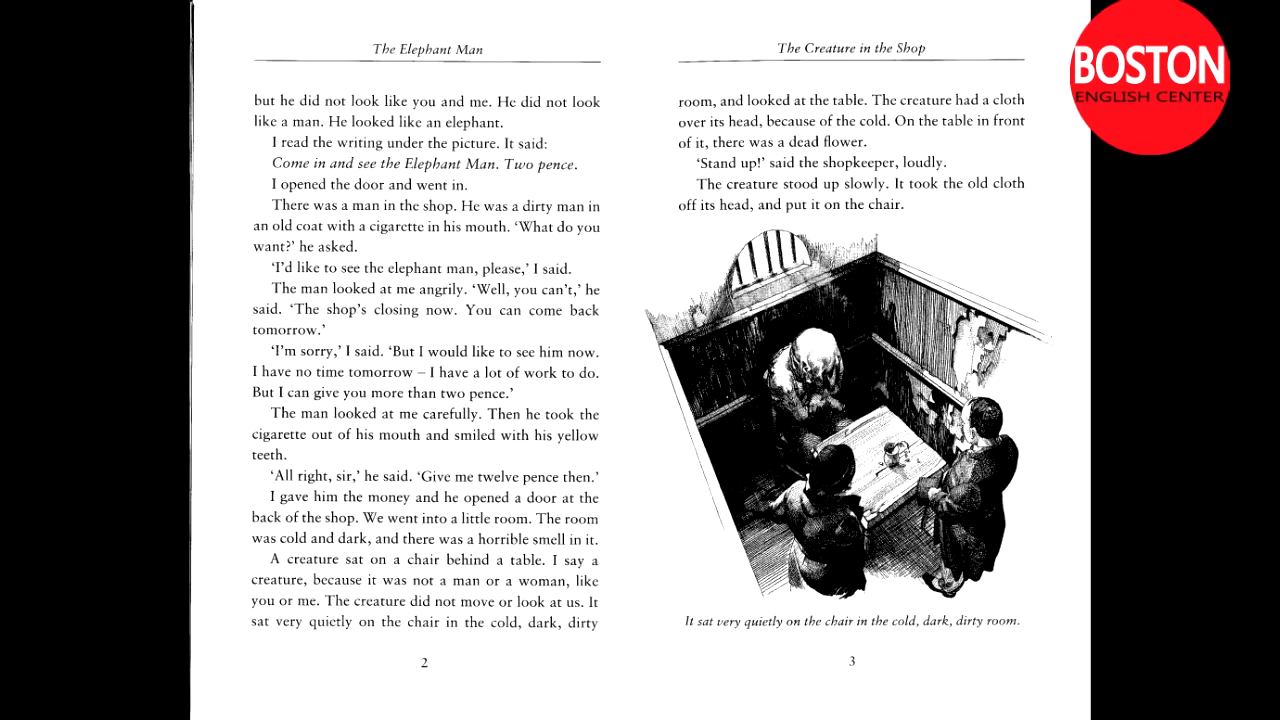 The Elephant Man
but he did not look like you and me. He did not look
like a man. He looked like an elephant.
I read the writing under the picture. It said:
Come in and see the Elephant Man. Two pence.
I opened the door and went in.
There was a man in the shop. He was a dirty man in
an old coat with a cigarette in his mouth. ‘What do you
want?’ he asked.
‘I’d like to see the elephant man, please,’ I said.
The man looked at me angrily. ‘Well, you can’t,’ he
said. ‘The shop’s closing now. You can come back
tomorrow.’
‘I’m sorry,’ I said. ‘But I would like to see him now.
I have no time tomorrow – I have a lot of work to do.
But I can give you more than two pence.’
The man looked at me carefully. Then he took the
cigarette out of his mouth and smiled with his yellow
teeth.
‘All right, sir,’ he said. ‘Give me twelve pence then.’
I gave him the money and he opened a door at the
back of the shop. We went into a little room. The room
was cold and dark, and there was a horrible smell in it.
A creature sat on a chair behind a table. I say a
creature, because it was not a man or a woman, like
you or me. The creature did not move or look at us. It
sat very quietly on the chair in the cold, dark, dirty
2
The Creature in the Shop
room, and looked at the table. The creature had a cloth
over its head, because of the cold. On the table in front
of it, there was a dead flower.
‘Stand up!’ said the shopkeeper, loudly.
The creature stood up slowly. It took the old cloth
off its head, and put it on the chair.
It sat very quietly on the chair in the cold, dark, dirty room.
3
BOSTON
ENGLISH CENTER